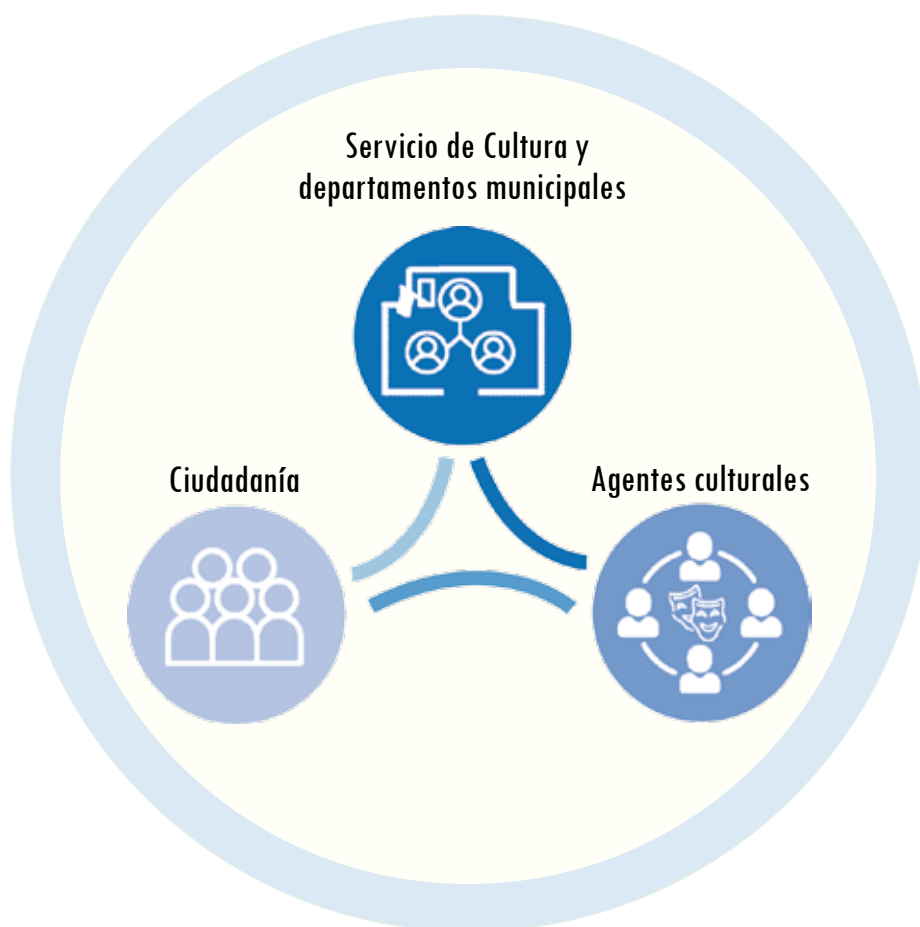 Servicio de Cultura y
departamentos municipales
Ciudadanía
Agentes culturales